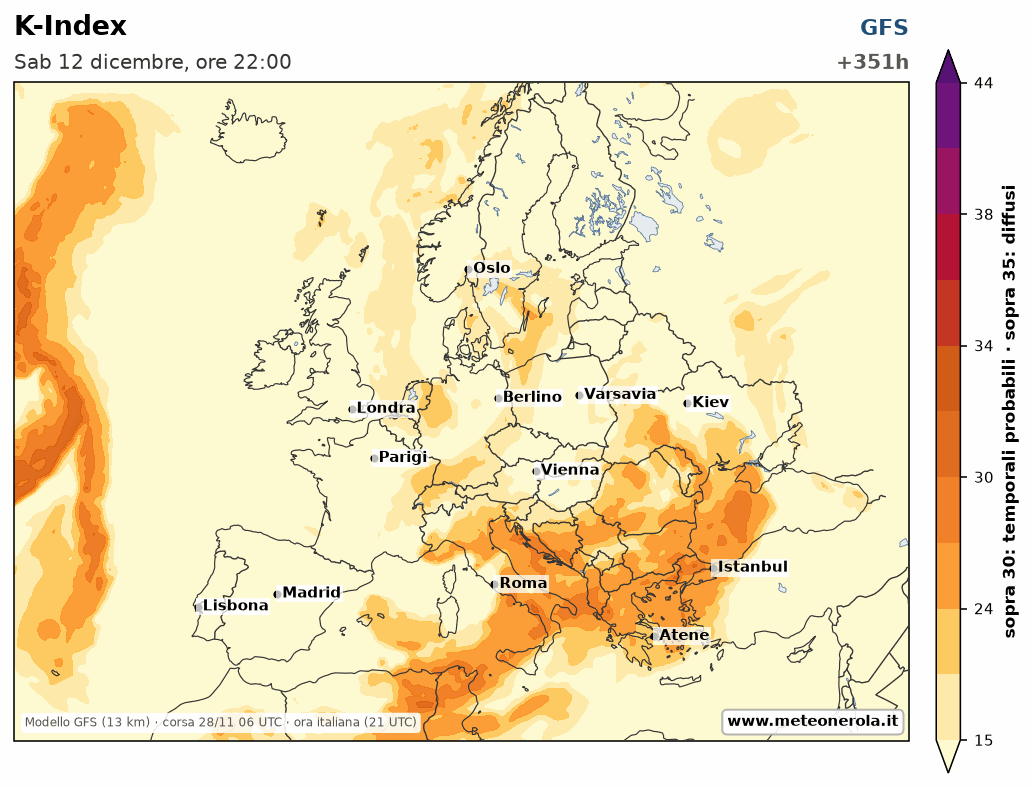 K-Index
GFS
Sab 12 dicembre, ore 22:00
+351h
44
38
34
30
24
15
sopra 30: temporali probabili · sopra 35: diffusi
Oslo
Berlino
Varsavia
Kiev
Londra
Parigi
Vienna
Istanbul
Roma
Madrid
Lisbona
Atene
Modello GFS (13 km) · corsa 28/11 06 UTC · ora italiana (21 UTC)
www.meteonerola.it